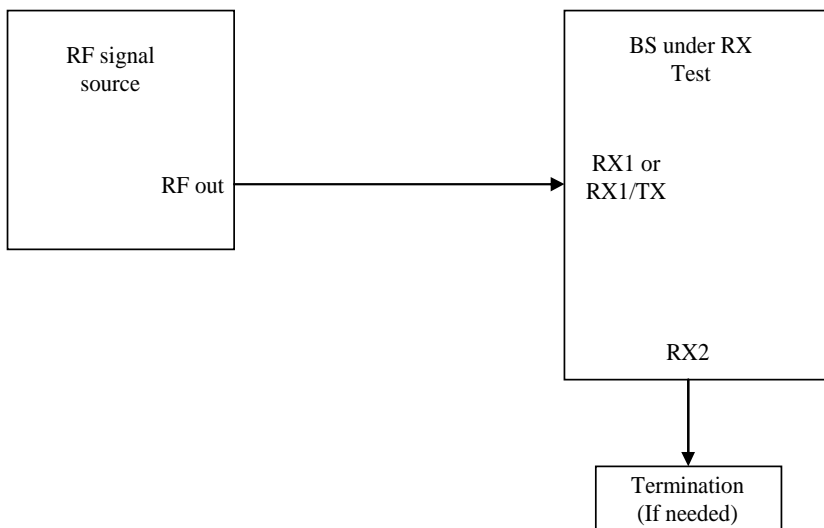 RF signal
source
RF out
BS under RX
Test
RX1 or
RX1/TX
RX2
Termination
(If needed)